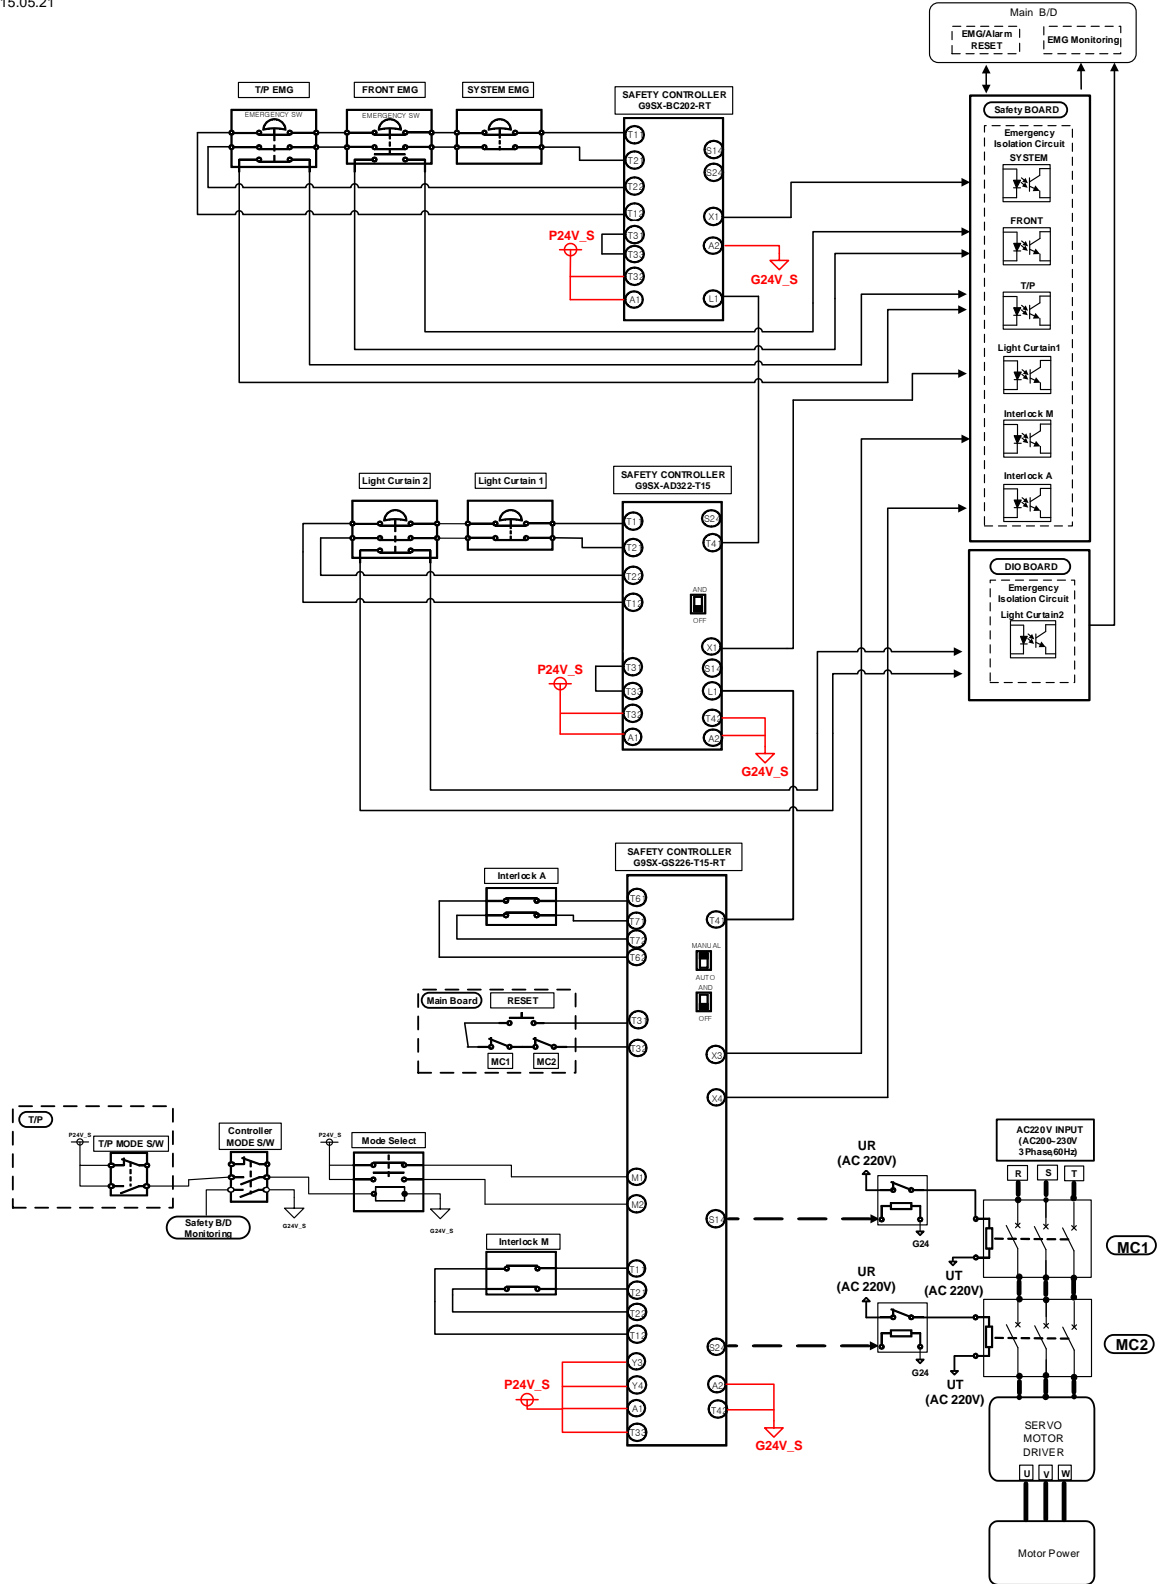 15.05.21
Main B/D
EMG/Alarm
RESET
EMG Monitoring
T/P EMG
FRONT EMG
SYSTEM EMG
EMERGENCY SW
EMERGENCY SW
SAFETY CONTROLLER
G9SX-BC202-RT
T11
T21
T22
T12
T31
T33
T32
A1
S14
S24
X1
A2
L1
P24V_S
G24V_S
Safety BOARD
Emergency
Isolation Circuit
SYSTEM
FRONT
T/P
Light Curtain1
Interlock M
Interlock A
Light Curtain 2
Light Curtain 1
SAFETY CONTROLLER
G9SX-AD322-T15
T11
T21
T22
T12
T31
T33
T32
A1
S24
T41
AND
OFF
X1
S14
L1
T42
A2
P24V_S
G24V_S
DIO BOARD
Emergency
Isolation Circuit
Light Curtain2
SAFETY CONTROLLER
G9SX-GS226-T15-RT
Interlock A
T61
T71
T72
T62
T41
MANUAL
AUTO
AND
OFF
Main Board
RESET
MC1
MC2
T31
T32
X3
X4
T/P
P24V_S
T/P MODE S/W
Controller
MODE S/W
G24V_S
Safety B/D
Monitoring
P24V_S
Mode Select
G24V_S
M1
M2
S14
Interlock M
T11
T21
T22
T12
S24
Y3
Y4
A1
T33
A2
T42
P24V_S
G24V_S
UR
(AC 220V)
G24
UT
(AC 220V)
UR
(AC 220V)
G24
UT
(AC 220V)
AC220V INPUT
(AC200~230V
3Phase,60Hz)
R
S
T
MC1
MC2
SERVO
MOTOR
DRIVER
U
V
W
Motor Power